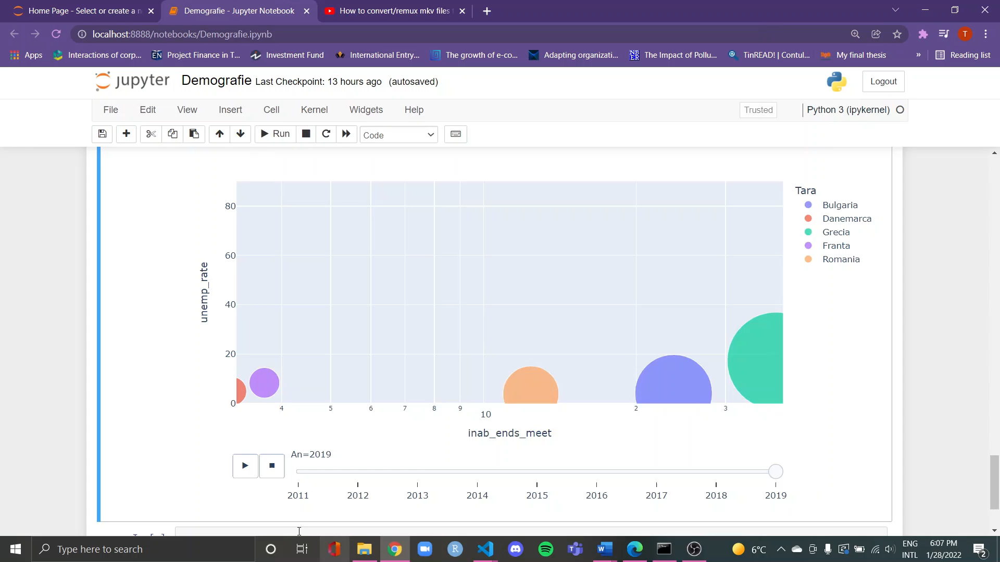 Home Page - Select or create a n
Demografie - Jupyter Notebook
How to convert/remux mkv files
localhost:8888/notebooks/Demografie.ipynb
T
Apps
Interactions of corp...
EN
Project Finance in T...
Investment Fund
International Entry...
The growth of e-co...
Adapting organizati...
NB
ER
The Impact of Pollu...
TinREAD! | Contul...
My final thesis
»
Reading list
jupyter
Demografie Last Checkpoint: 13 hours ago (autosaved)
Logout
File
Edit
View
Insert
Cell
Kernel
Widgets
Help
Trusted
Python 3 (ipykernel)
Run
Code
Tara
Bulgaria
Danemarca
Grecia
Franta
Romania
80
60
40
20
0
unemp_rate
4
5
6
7
8
9
10
2
3
inab_ends_meet
An=2019
2011
2012
2013
2014
2015
2016
2017
2018
2019
Type here to search
R
6°C
ENG
INTL
6:07 PM
1/28/2022
2